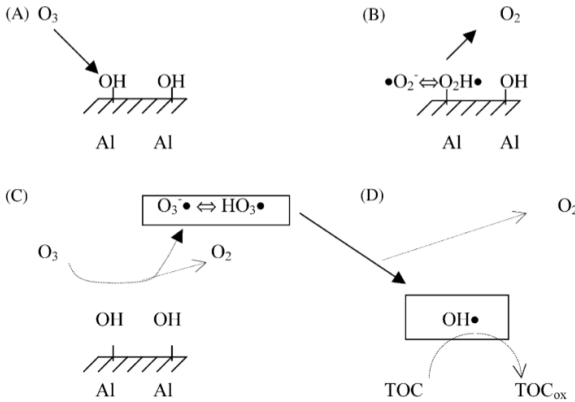 (A) O₃
OH OH
Al Al
(B) O₂
•O₂⁻⇔O₂H• OH
Al Al
(C)
O₃⁻• ⇔ HO₃•
O₃ O₂
OH OH
Al Al
(D) O₂
OH•
TOC TOCₒₓ